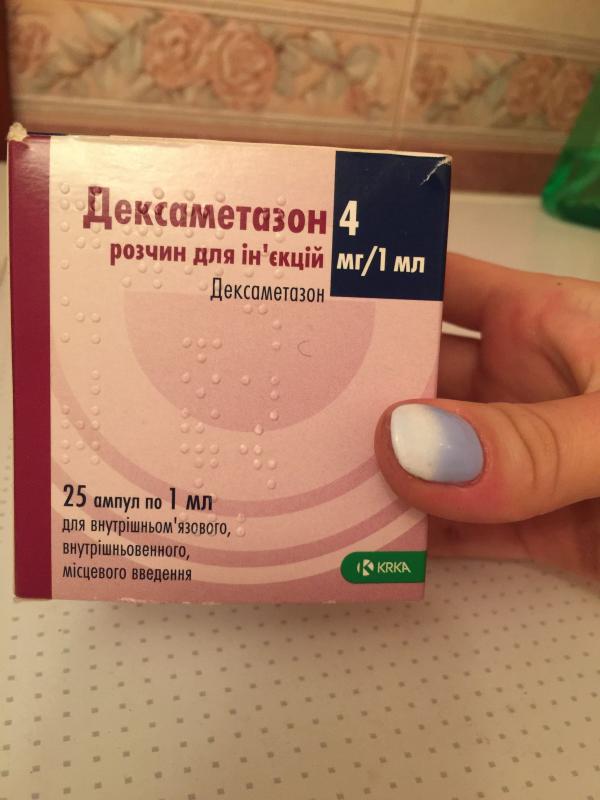 Дексаметазон 4
розчин для ін'єкцій мг/1 мл
Дексаметазон
25 ампул по 1 мл
для внутрішньом'язового,
внутрішньовенного,
місцевого введення
KRKA